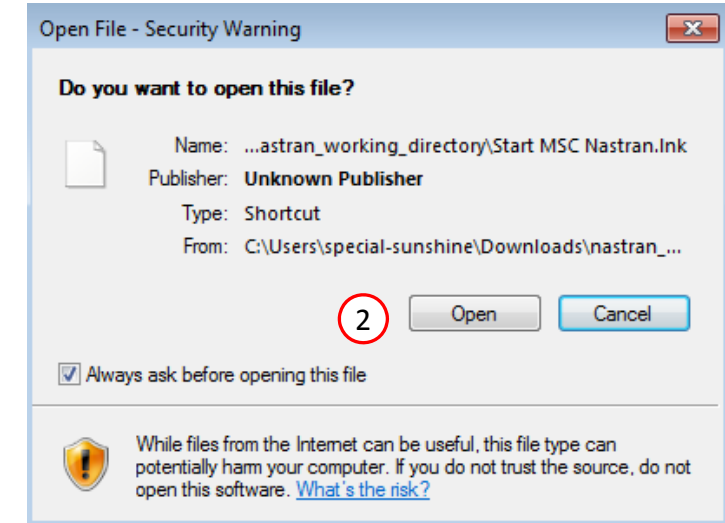 Open File - Security Warning
Do you want to open this file?
Name: ...astran_working_directory\Start MSC Nastran.lnk
Publisher: Unknown Publisher
Type: Shortcut
From: C:\Users\special-sunshine\Downloads\nastran_...
2 Open Cancel
Always ask before opening this file
While files from the Internet can be useful, this file type can
potentially harm your computer. If you do not trust the source, do not
open this software. What's the risk?